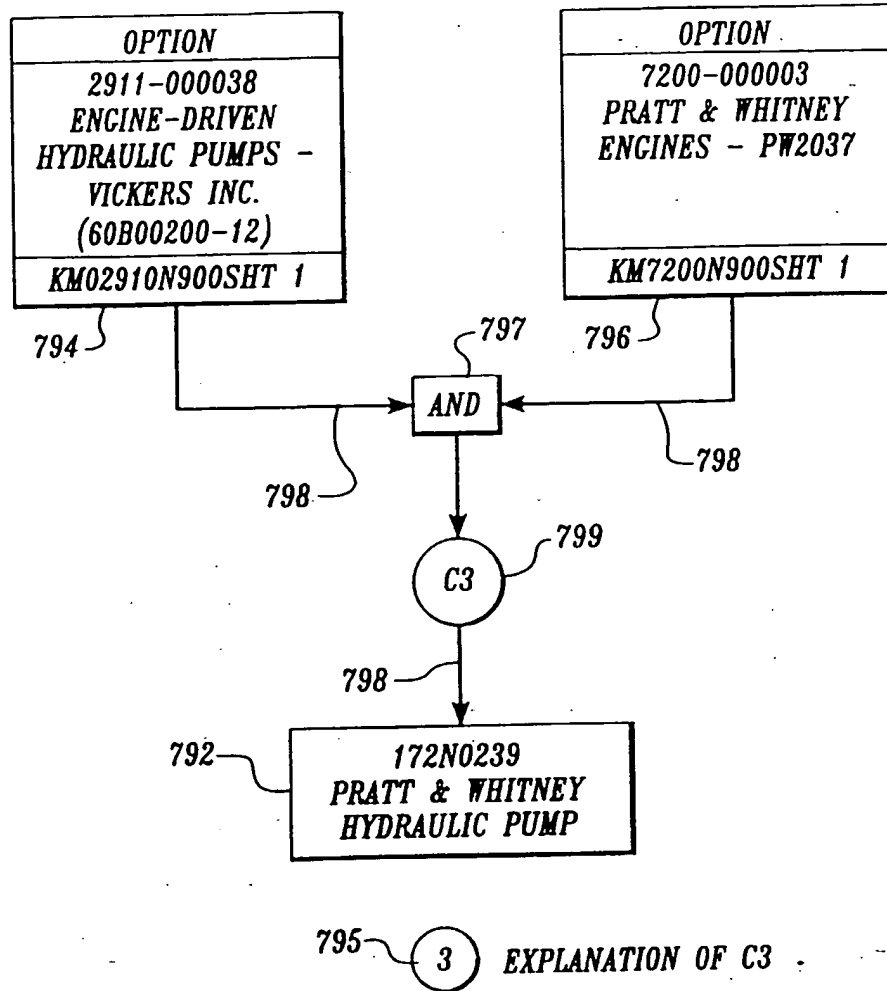 OPTION
2911-000038
ENGINE-DRIVEN
HYDRAULIC PUMPS -
VICKERS INC.
(60B00200-12)
KM02910N900SHT 1
794
OPTION
7200-000003
PRATT & WHITNEY
ENGINES - PW2037
KM7200N900SHT 1
796
797
AND
798
798
799
C3
798
792
172N0239
PRATT & WHITNEY
HYDRAULIC PUMP
795
3 EXPLANATION OF C3